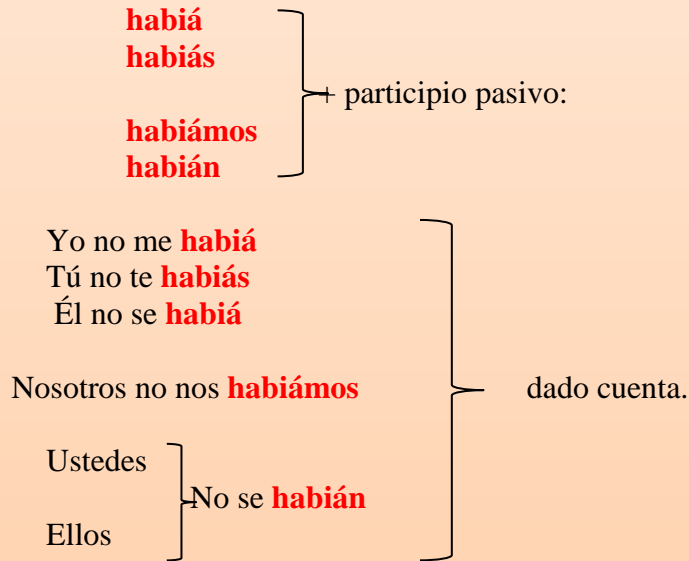 habiá
habiás
+ participio pasivo:
habiámos
habián
Yo no me habiá
Tú no te habiás
Él no se habiá
Nosotros no nos habiámos
dado cuenta.
Ustedes
No se habián
Ellos